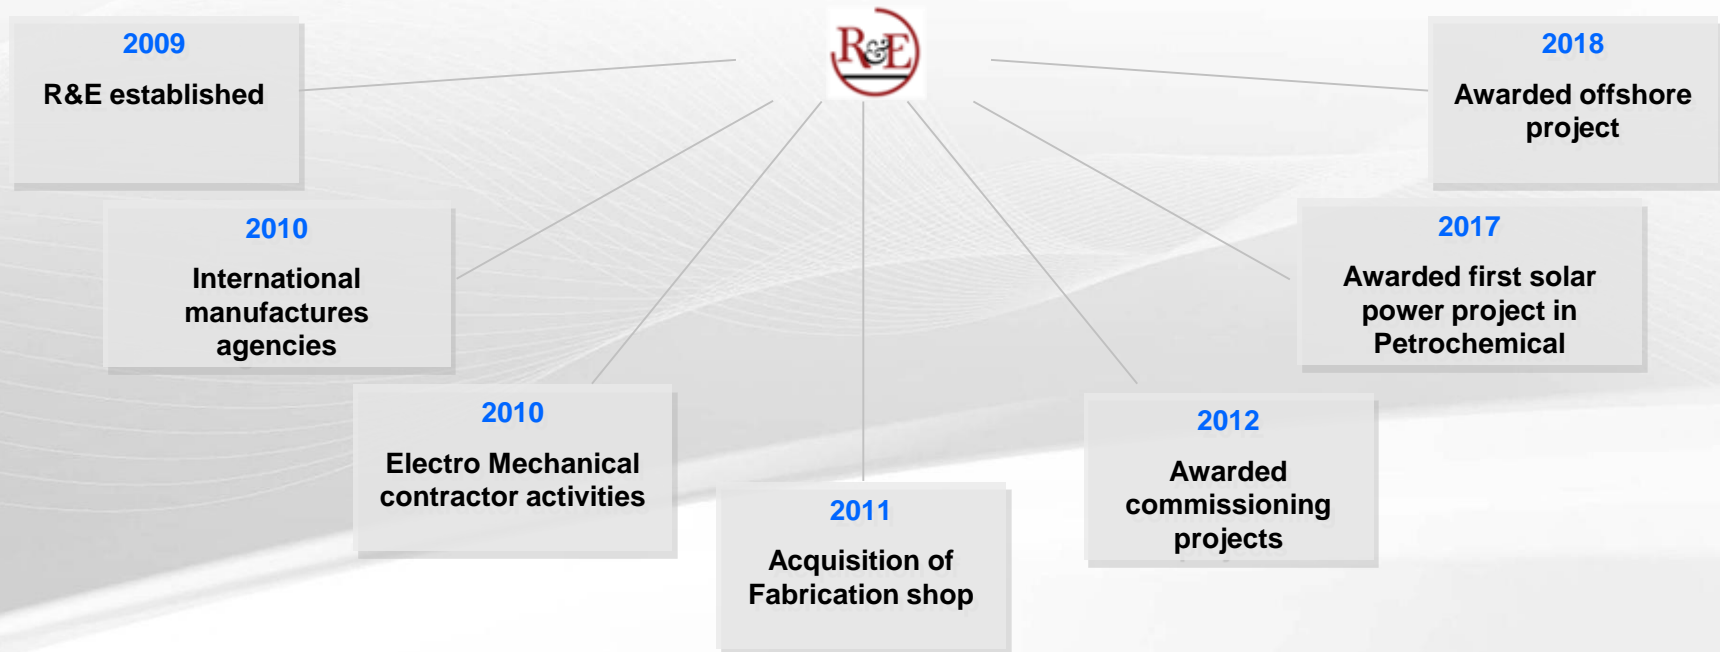 R&E
2009
R&E established
2010
International
manufactures
agencies
2010
Electro Mechanical
contractor activities
2011
Acquisition of
Fabrication shop
2012
Awarded
commissioning
projects
2017
Awarded first solar
power project in
Petrochemical
2018
Awarded offshore
project